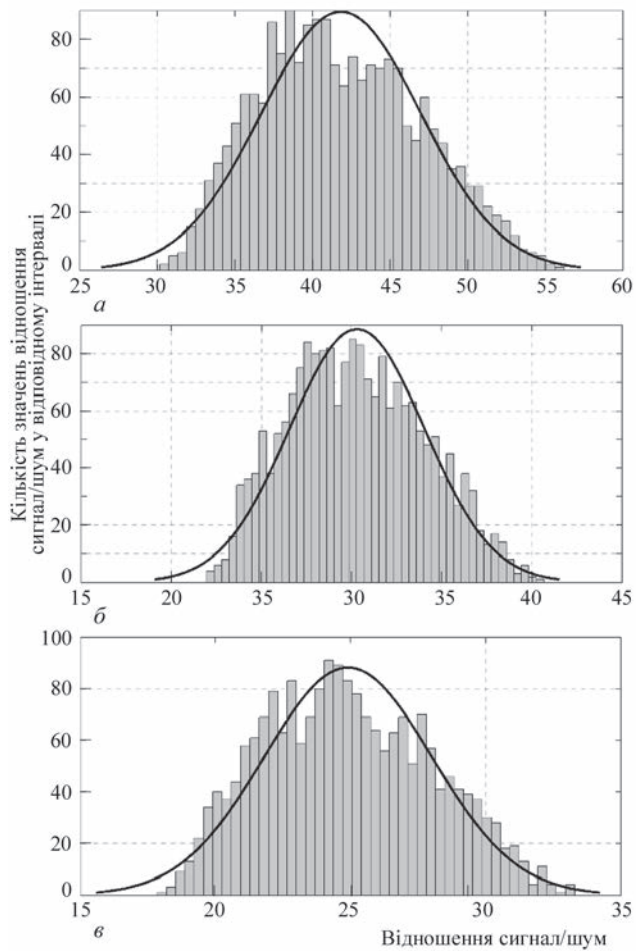 Кількість значень відношення
сигнал/шум у відповідному інтервалі
80
60
40
20
0
25 30 35 40 45 50 55 60
а
80
60
40
20
0
15 20 35 30 35 40 45
б
100
80
60
40
20
0
15 20 25 30 35
в
Відношення сигнал/шум